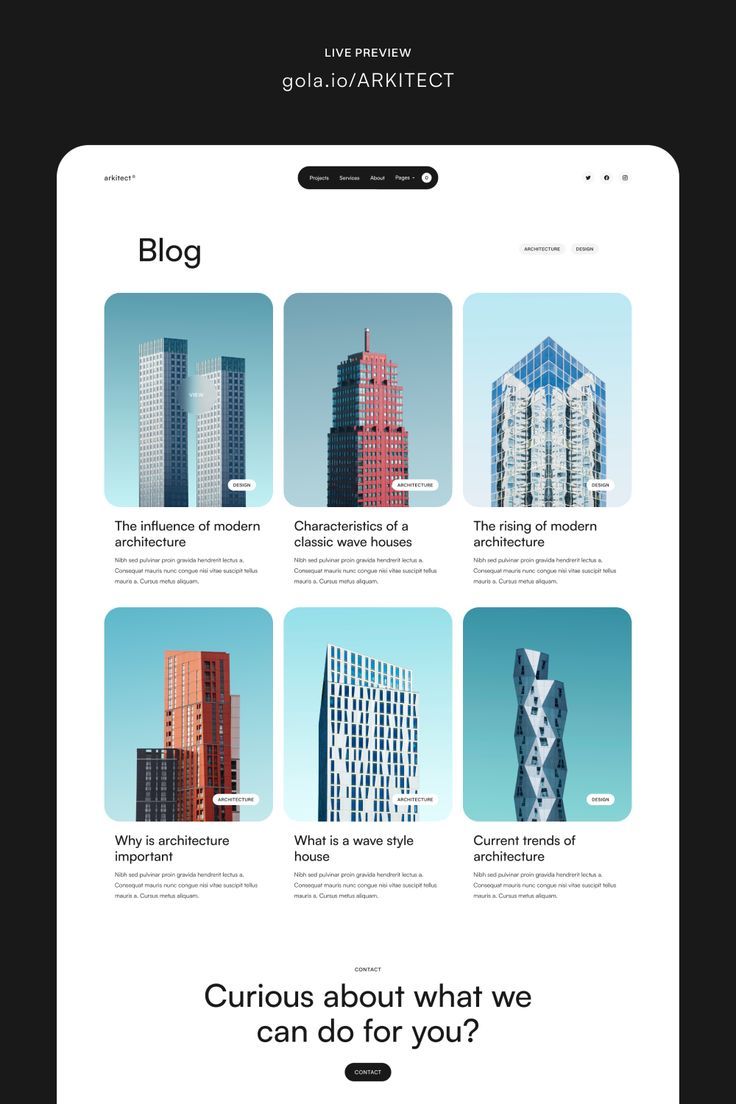 LIVE PREVIEW
gola.io/ARKITECT
arkitect®
Projects Services About Pages 0
Blog
ARCHITECTURE DESIGN
VIEW
DESIGN
ARCHITECTURE
DESIGN
The influence of modern
architecture
Nibh sed pulvinar proin gravida hendrerit lectus a.
Consequat mauris nunc congue nisi vitae suscipit tellus
mauris a. Cursus metus aliquam.
Characteristics of a
classic wave houses
Nibh sed pulvinar proin gravida hendrerit lectus a.
Consequat mauris nunc congue nisi vitae suscipit tellus
mauris a. Cursus metus aliquam.
The rising of modern
architecture
Nibh sed pulvinar proin gravida hendrerit lectus a.
Consequat mauris nunc congue nisi vitae suscipit tellus
mauris a. Cursus metus aliquam.
ARCHITECTURE
ARCHITECTURE
DESIGN
Why is architecture
important
Nibh sed pulvinar proin gravida hendrerit lectus a.
Consequat mauris nunc congue nisi vitae suscipit tellus
mauris a. Cursus metus aliquam.
What is a wave style
house
Nibh sed pulvinar proin gravida hendrerit lectus a.
Consequat mauris nunc congue nisi vitae suscipit tellus
mauris a. Cursus metus aliquam.
Current trends of
architecture
Nibh sed pulvinar proin gravida hendrerit lectus a.
Consequat mauris nunc congue nisi vitae suscipit tellus
mauris a. Cursus metus aliquam.
CONTACT
Curious about what we
can do for you?
CONTACT